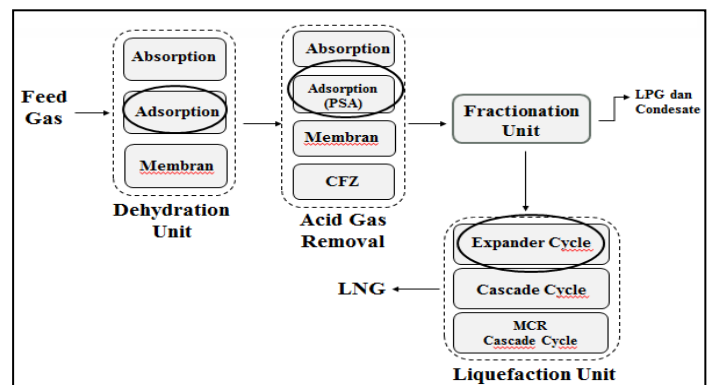 Feed
Gas
Absorption
Adsorption
Membran
Dehydration
Unit
Absorption
Adsorption
(PSA)
Membran
CFZ
Acid Gas
Removal
Fractionation
Unit
LPG dan
Condesate
Expander Cycle
Cascade Cycle
MCR
Cascade Cycle
Liquefaction Unit
LNG